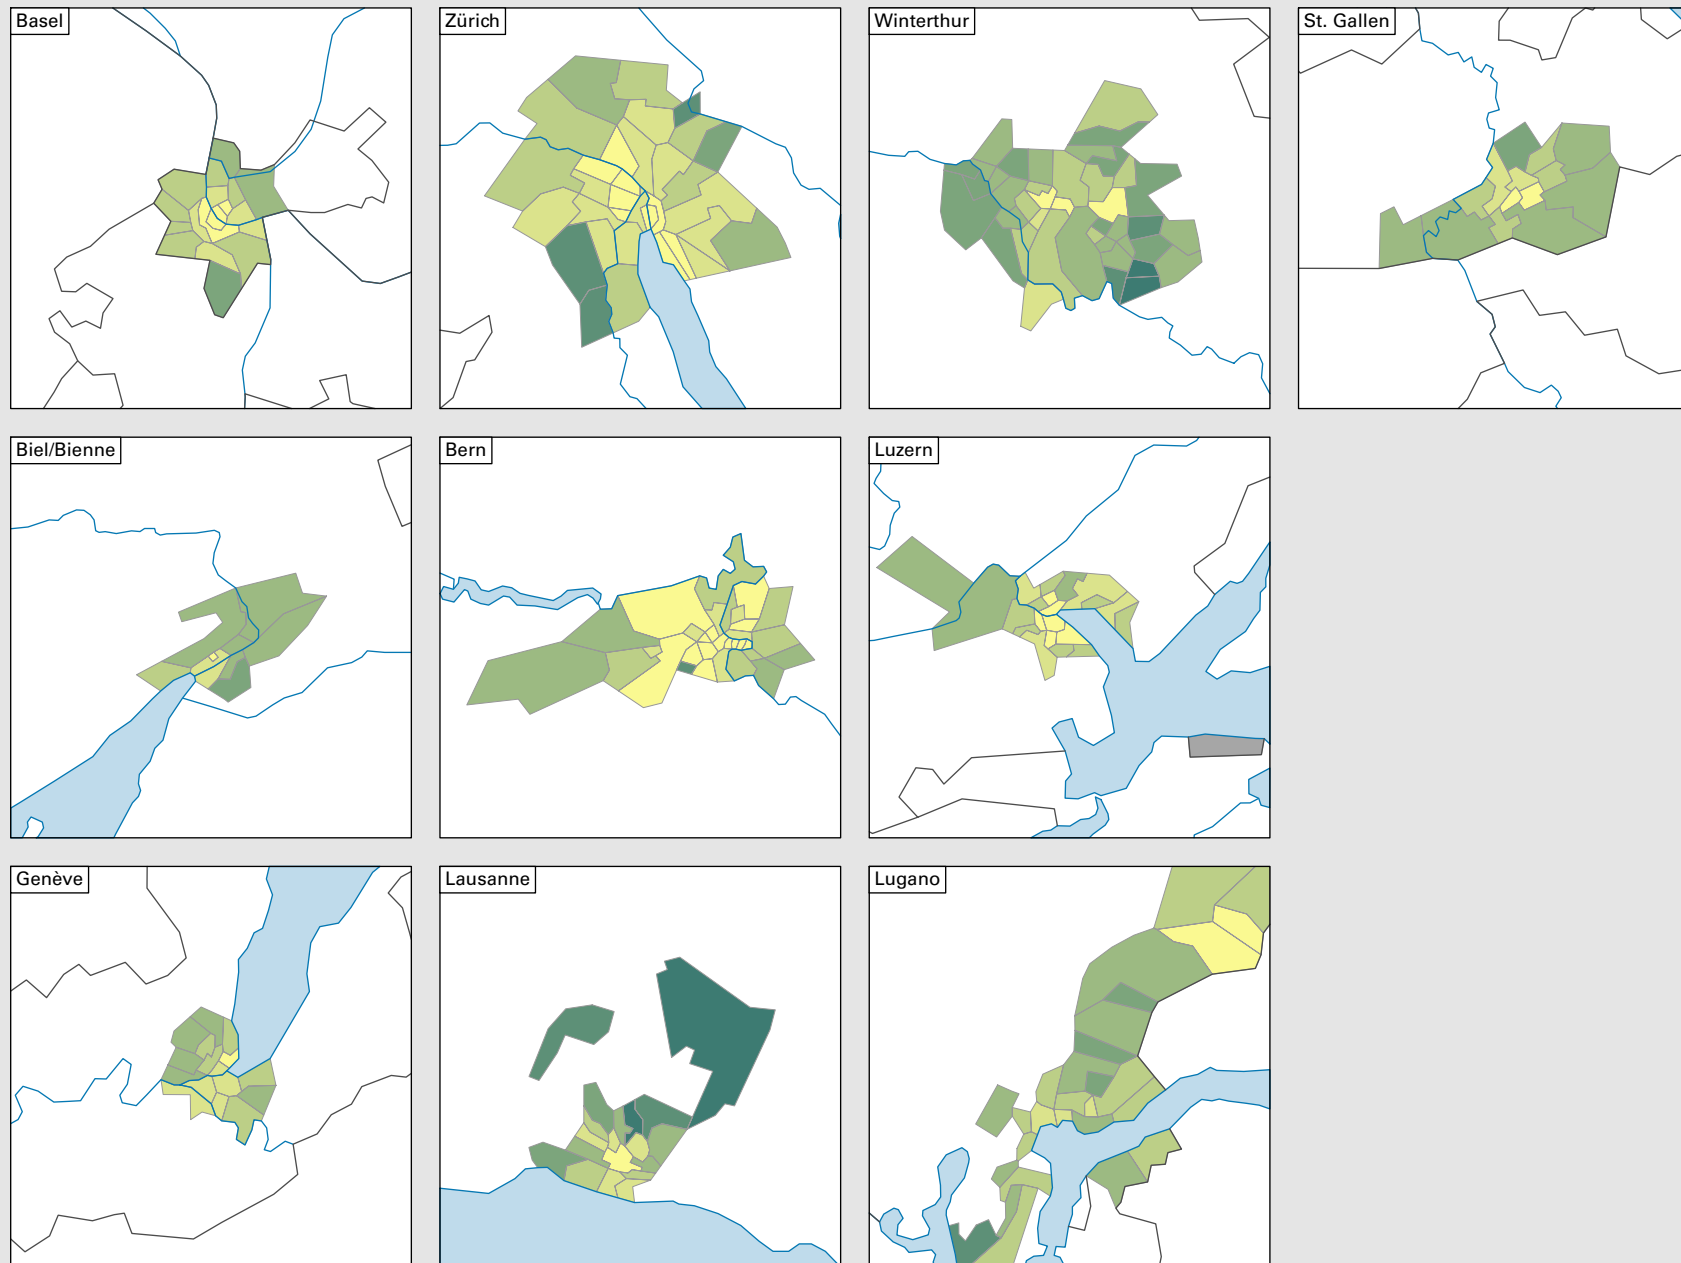 Basel
Zürich
Winterthur
St. Gallen
Biel/Bienne
Bern
Luzern
Genève
Lausanne
Lugano